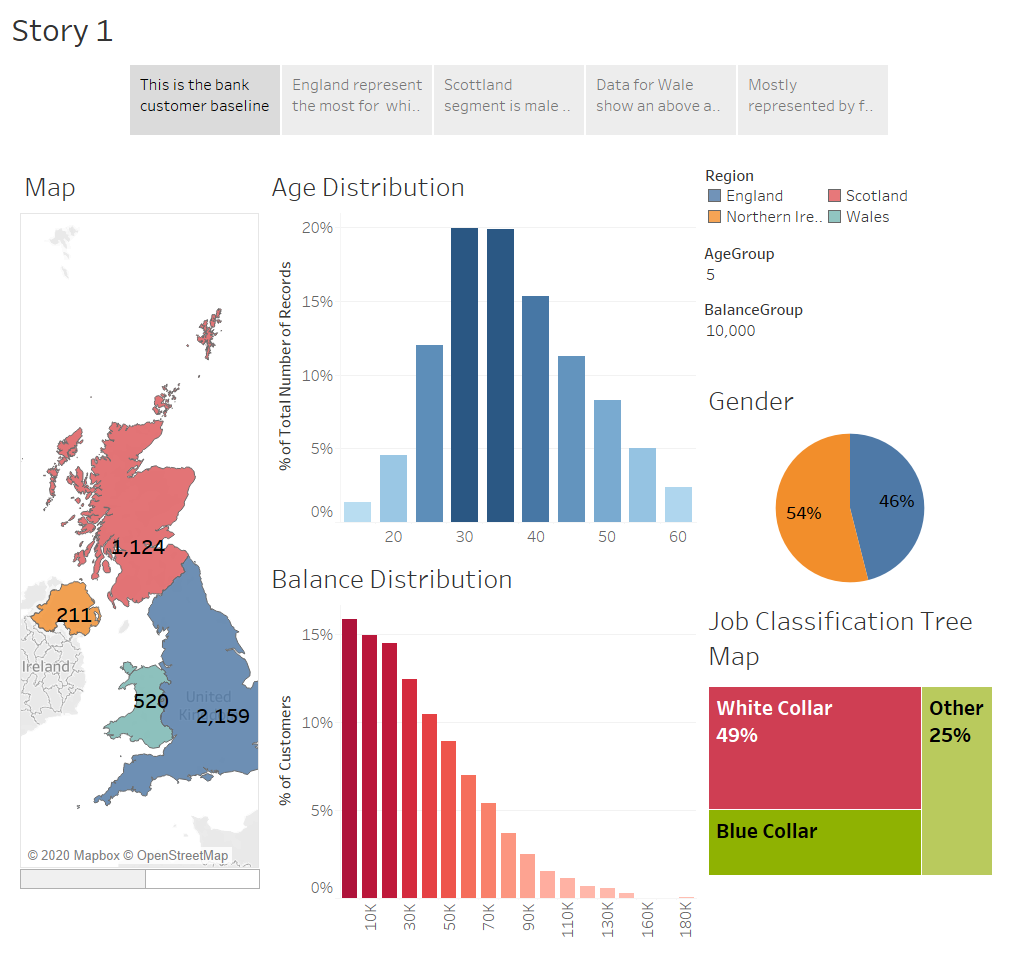 Story 1
This is the bank
customer baseline
England represent
the most for  whi..
Scottland
segment is male ..
Data for Wale
show an above a..
Mostly
represented by f..
Map
1,124
211
Ireland
520
United
2,159
© 2020 Mapbox © OpenStreetMap
Age Distribution
% of Total Number of Records
20%
15%
10%
5%
0%
20
30
40
50
60
Balance Distribution
% of Customers
15%
10%
5%
0%
10K
30K
50K
70K
90K
110K
130K
160K
180K
Region
England
Scotland
Northern Ire..
Wales
AgeGroup
5
BalanceGroup
10,000
Gender
54%
46%
Job Classification Tree
Map
White Collar
49%
Other
25%
Blue Collar